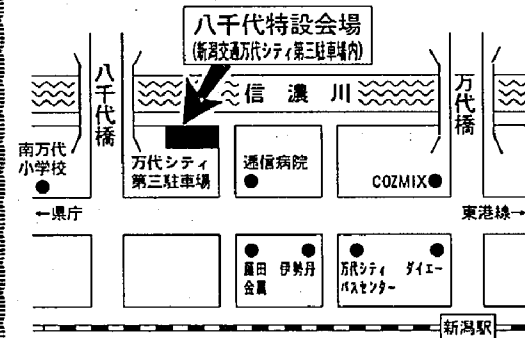 八千代特設会場
(新潟交通万代シティ第三駐車場内)
八千代橋
信濃川
万代橋
南万代
小学校
万代シティ
第三駐車場
逓信病院
COZMIX
←県庁
東港線→
羅田
金属
伊勢丹
万代シティ
バスセンター
ダイエー
新潟駅